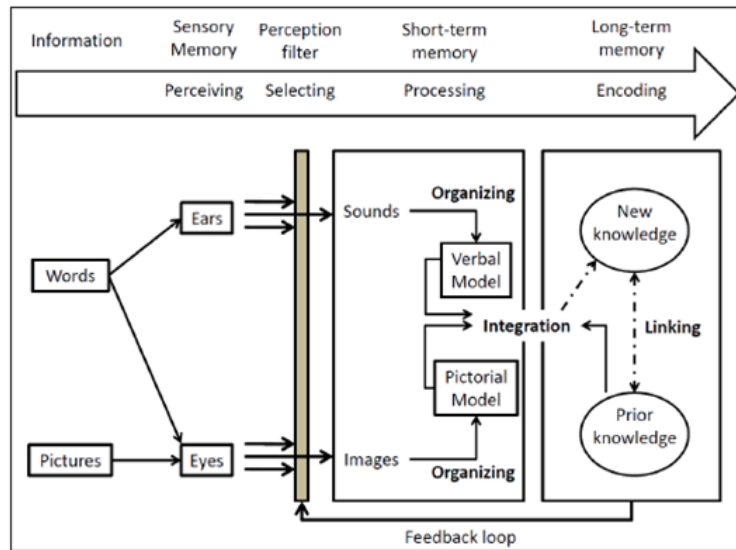 Information
Sensory
Memory
Perception
filter
Short-term
memory
Long-term
memory
Perceiving
Selecting
Processing
Encoding
Words
Pictures
Ears
Eyes
Sounds
Organizing
Verbal
Model
Integration
Pictorial
Model
Images
Organizing
New
knowledge
Linking
Prior
knowledge
Feedback loop